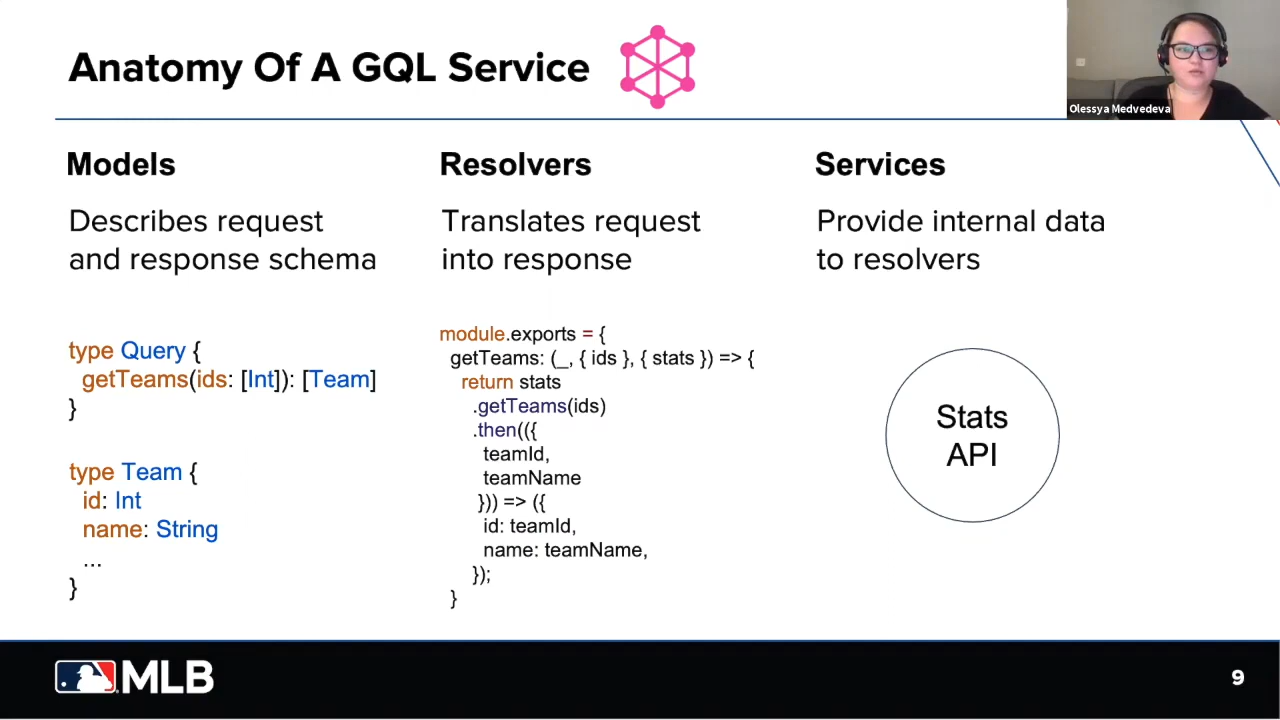 Anatomy Of A GQL Service
Olessya Medvedeva
Models
Describes request
and response schema
type Query {
getTeams(ids: [Int]): [Team]
}
type Team {
id: Int
name: String
...
}
Resolvers
Translates request
into response
module.exports = {
getTeams: (_, { ids }, { stats }) => {
return stats
.getTeams(ids)
.then(({
teamId,
teamName
})) => ({
id: teamId,
name: teamName,
});
}
Services
Provide internal data
to resolvers
Stats
API
MLB
9